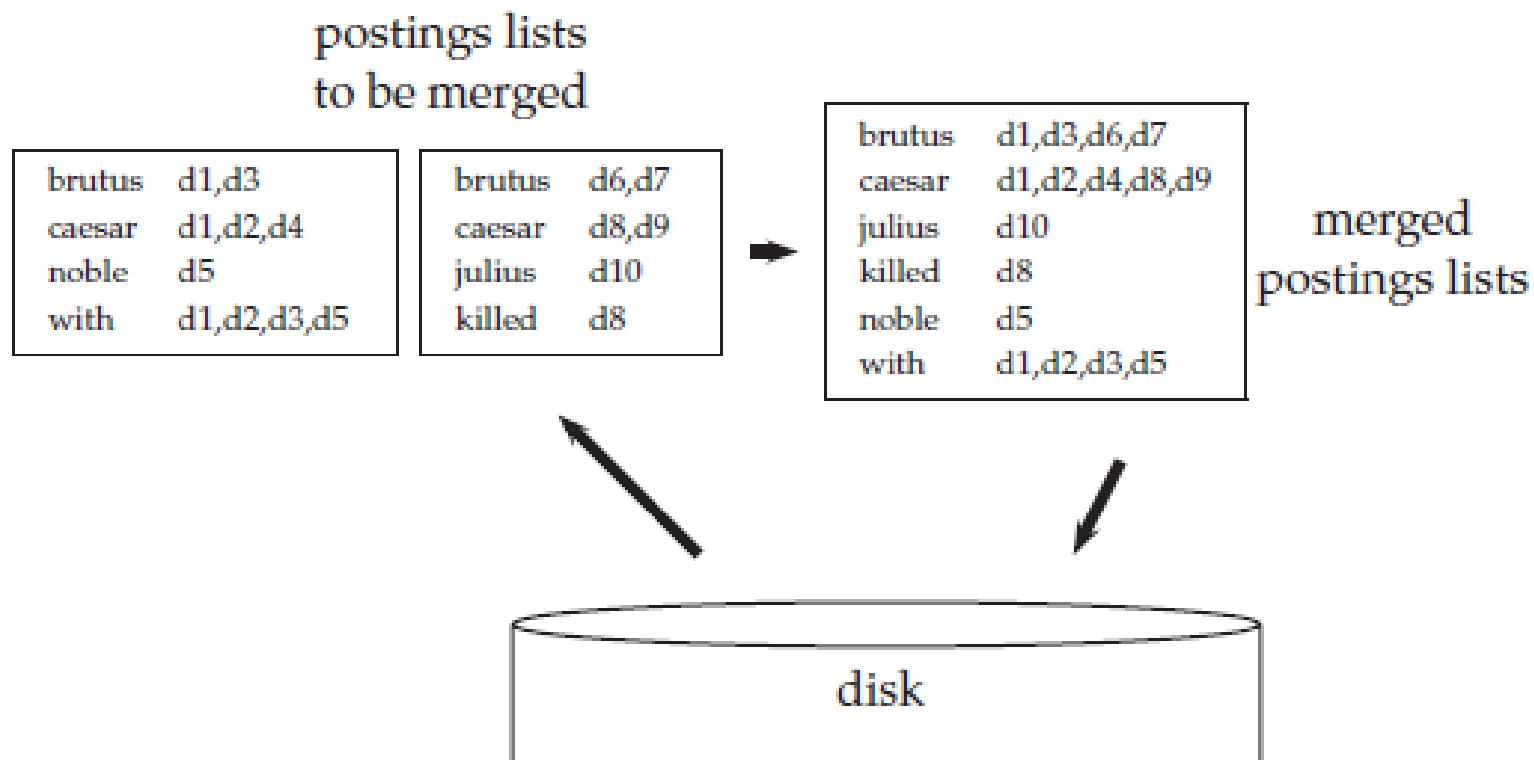 postings lists
to be merged
brutus d1,d3
caesar d1,d2,d4
noble d5
with d1,d2,d3,d5
brutus d6,d7
caesar d8,d9
julius d10
killed d8
brutus d1,d3,d6,d7
caesar d1,d2,d4,d8,d9
julius d10
killed d8
noble d5
with d1,d2,d3,d5
merged
postings lists
disk